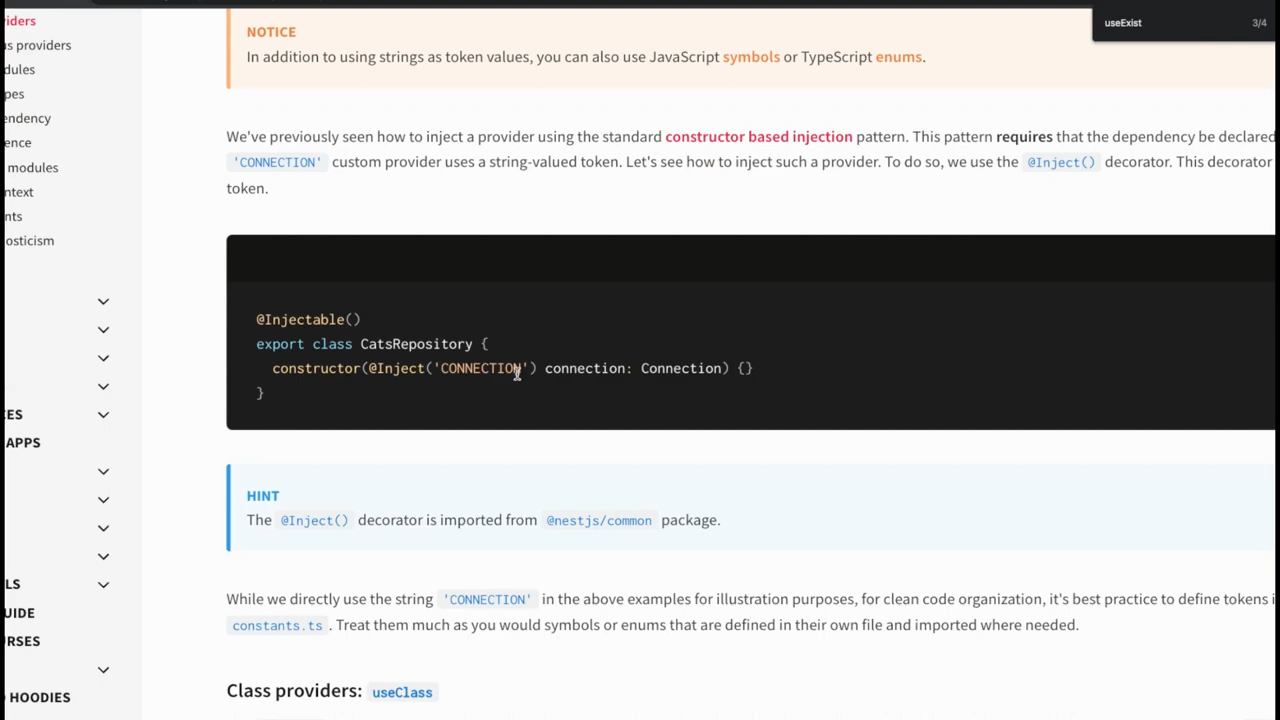 useExist 3/4
riders
s providers
dules
pes
endency
ence
modules
ntext
nts
osticism
CES
APPS
LS
UIDE
URSES
HOODIES
NOTICE
In addition to using strings as token values, you can also use JavaScript symbols or TypeScript enums.
We've previously seen how to inject a provider using the standard constructor based injection pattern. This pattern requires that the dependency be declared
'CONNECTION' custom provider uses a string-valued token. Let's see how to inject such a provider. To do so, we use the @Inject() decorator. This decorator
token.
@Injectable()
export class CatsRepository {
constructor(@Inject('CONNECTION') connection: Connection) {}
}
HINT
The @Inject() decorator is imported from @nestjs/common package.
While we directly use the string 'CONNECTION' in the above examples for illustration purposes, for clean code organization, it's best practice to define tokens i
constants.ts. Treat them much as you would symbols or enums that are defined in their own file and imported where needed.
Class providers: useClass